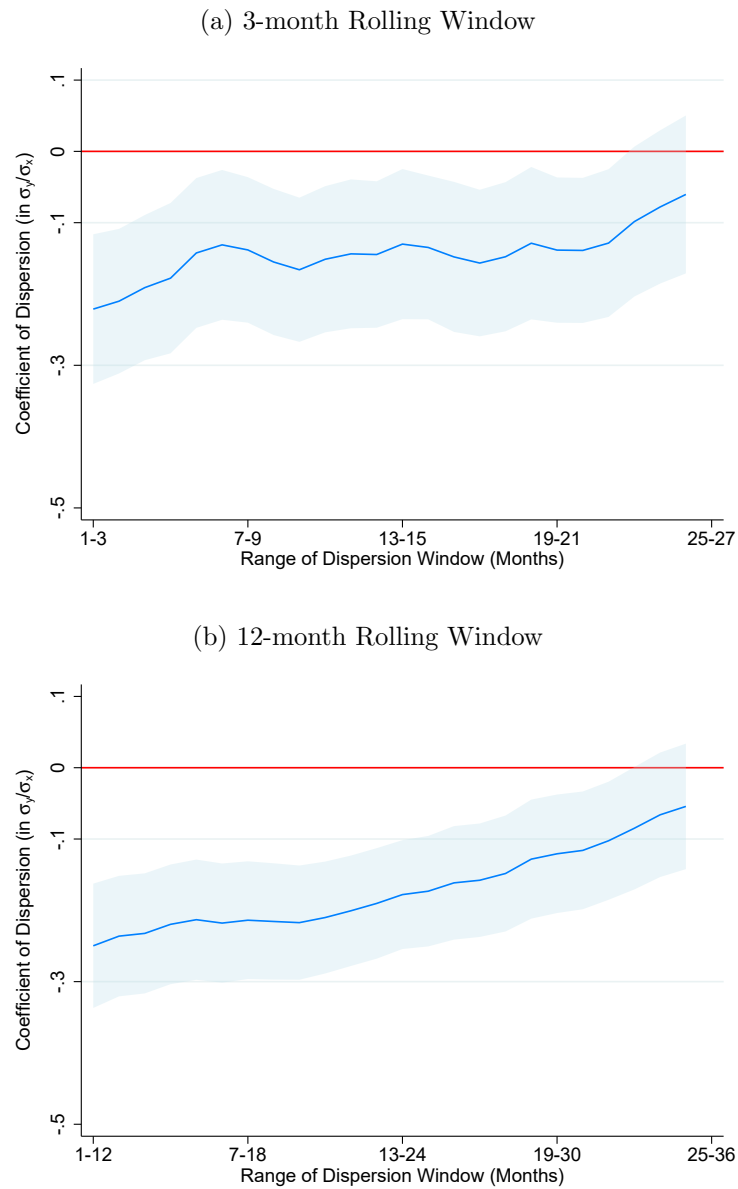 (a) 3-month Rolling Window
Coefficient of Dispersion (in σy/σx)
.1
0
-.1
-.3
-.5
1-3 7-9 13-15 19-21 25-27
Range of Dispersion Window (Months)
(b) 12-month Rolling Window
Coefficient of Dispersion (in σy/σx)
.1
0
-.1
-.3
-.5
1-12 7-18 13-24 19-30 25-36
Range of Dispersion Window (Months)